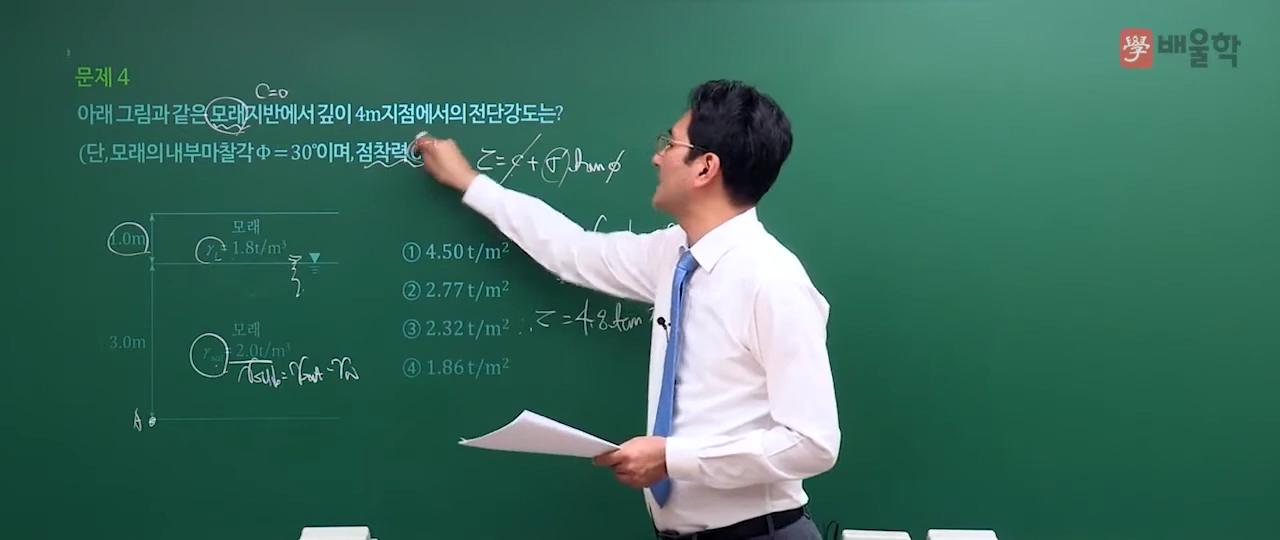 學 배울학
문제 4
C=0
아래 그림과 같은 모래지반에서 깊이 4m지점에서의 전단강도는?
(단, 모래의 내부마찰각 Φ = 30°이며, 점착력
τ = c + σ tan φ
1.0m
모래
= 1.8t/m³
3.0m
모래
γsat = 2.0t/m³
γsub = γsat - γw
A
① 4.50 t/m²
② 2.77 t/m²
③ 2.32 t/m²
④ 1.86 t/m²
∴ τ = 4.8 tan